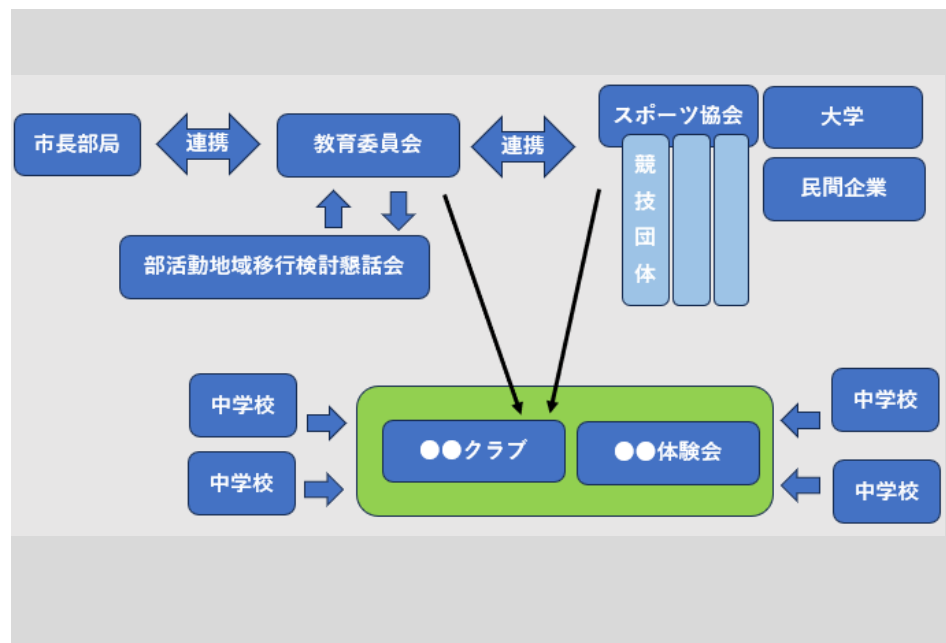 市長部局
連携
教育委員会
連携
スポーツ協会
大学
競技団体
民間企業
部活動地域移行検討懇話会
中学校
中学校
●●クラブ
●●体験会
中学校
中学校